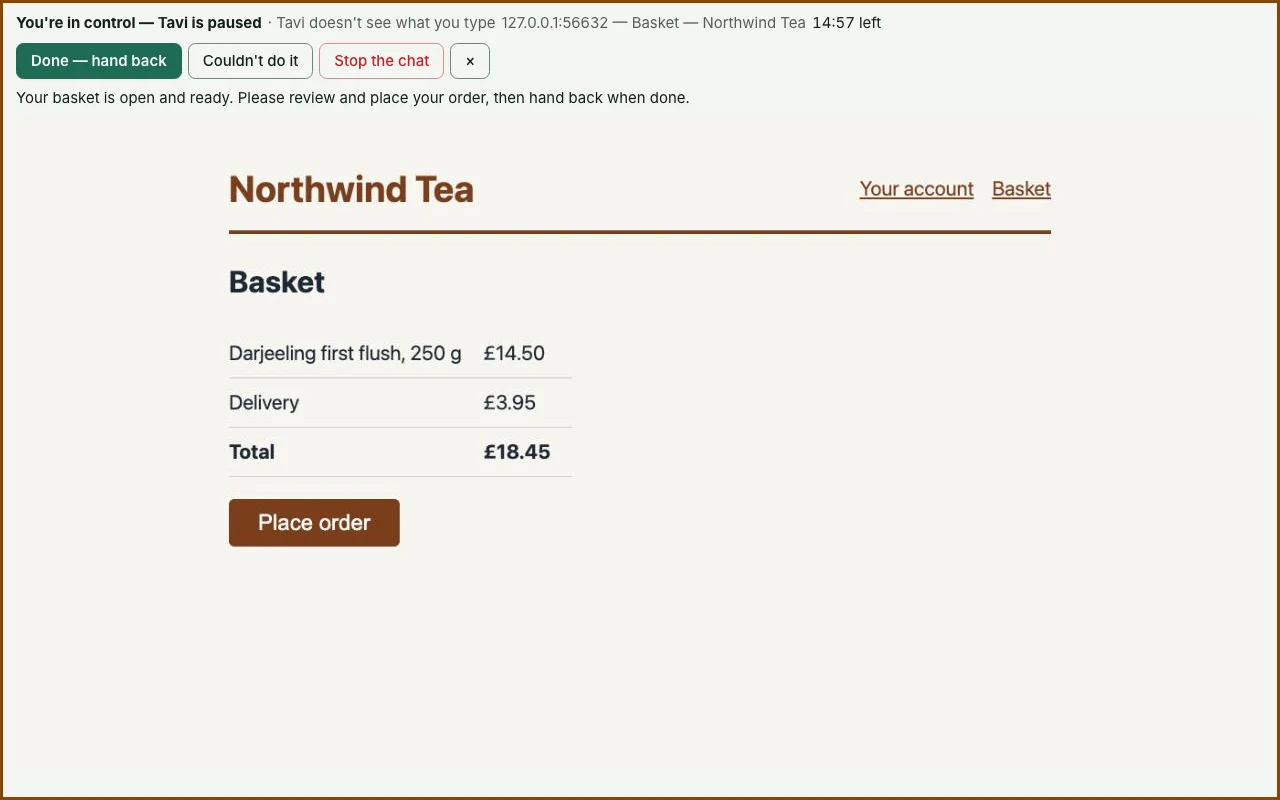 You're in control — Tavi is paused · Tavi doesn't see what you type 127.0.0.1:56632 — Basket — Northwind Tea 14:57 left
Done — hand back Couldn't do it Stop the chat ×
Your basket is open and ready. Please review and place your order, then hand back when done.
Northwind Tea Your account Basket
Basket
Darjeeling first flush, 250 g £14.50
Delivery £3.95
Total £18.45
Place order